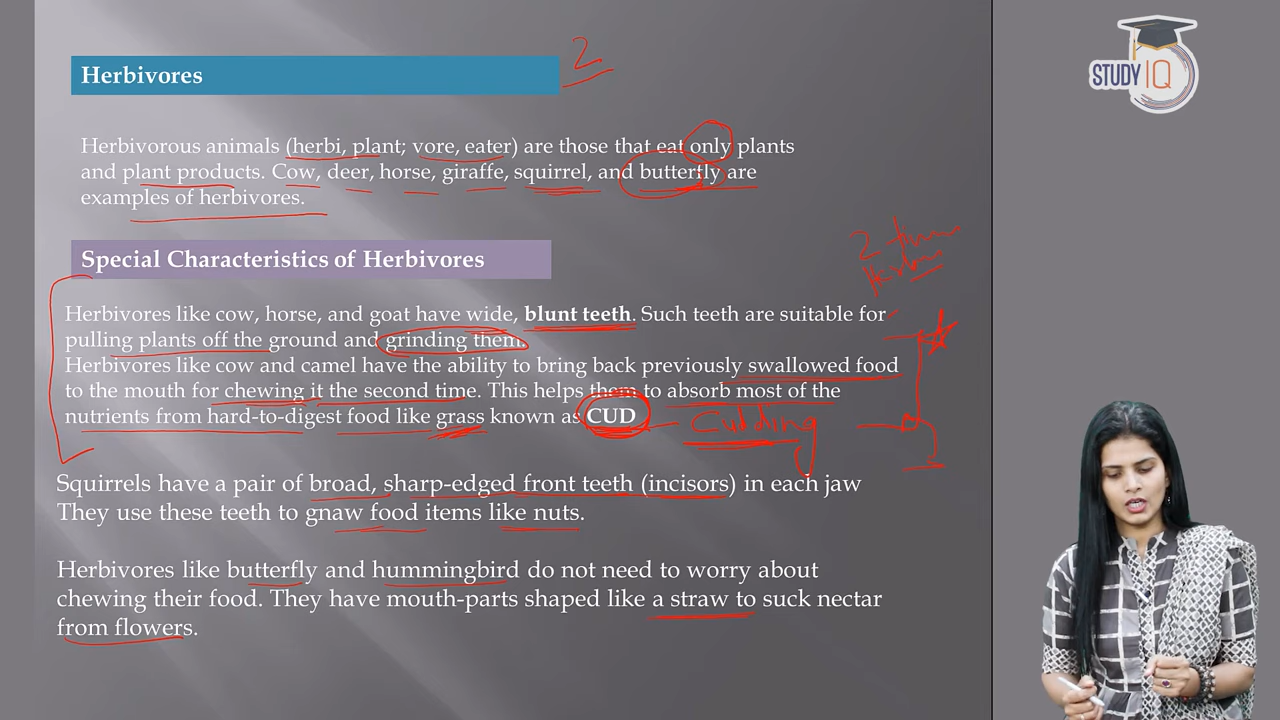 STUDY IQ
Herbivores
2
Herbivorous animals (herbi, plant; vore, eater) are those that eat only plants
and plant products. Cow, deer, horse, giraffe, squirrel, and butterfly are
examples of herbivores.
Special Characteristics of Herbivores
2
Herbivores like cow, horse, and goat have wide, blunt teeth. Such teeth are suitable for
pulling plants off the ground and grinding them.
Herbivores like cow and camel have the ability to bring back previously swallowed food
to the mouth for chewing it the second time. This helps them to absorb most of the
nutrients from hard-to-digest food like grass known as CUD
Cudding
Squirrels have a pair of broad, sharp-edged front teeth (incisors) in each jaw
They use these teeth to gnaw food items like nuts.
Herbivores like butterfly and hummingbird do not need to worry about
chewing their food. They have mouth-parts shaped like a straw to suck nectar
from flowers.